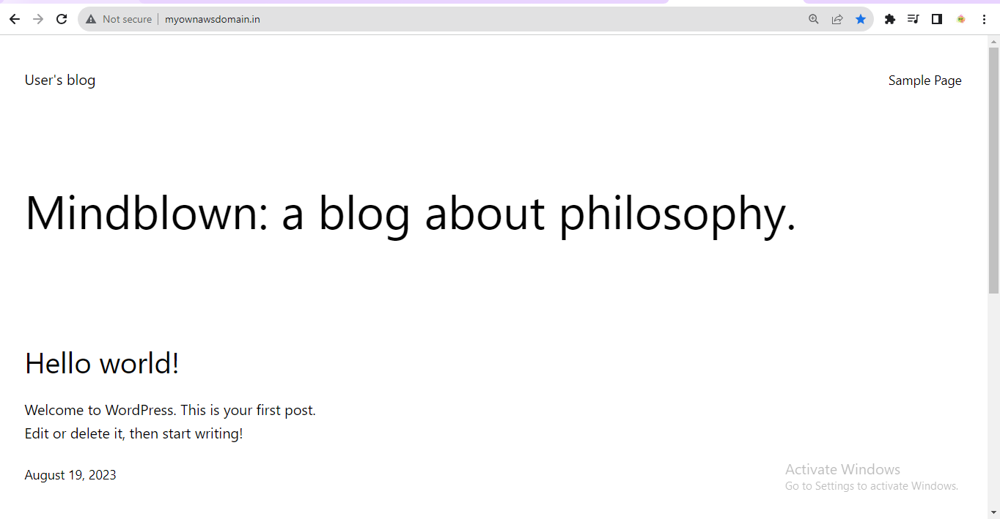 Not secure myownawsdomain.in
User's blog
Sample Page
Mindblown: a blog about philosophy.
Hello world!
Welcome to WordPress. This is your first post.
Edit or delete it, then start writing!
August 19, 2023
Activate Windows
Go to Settings to activate Windows.